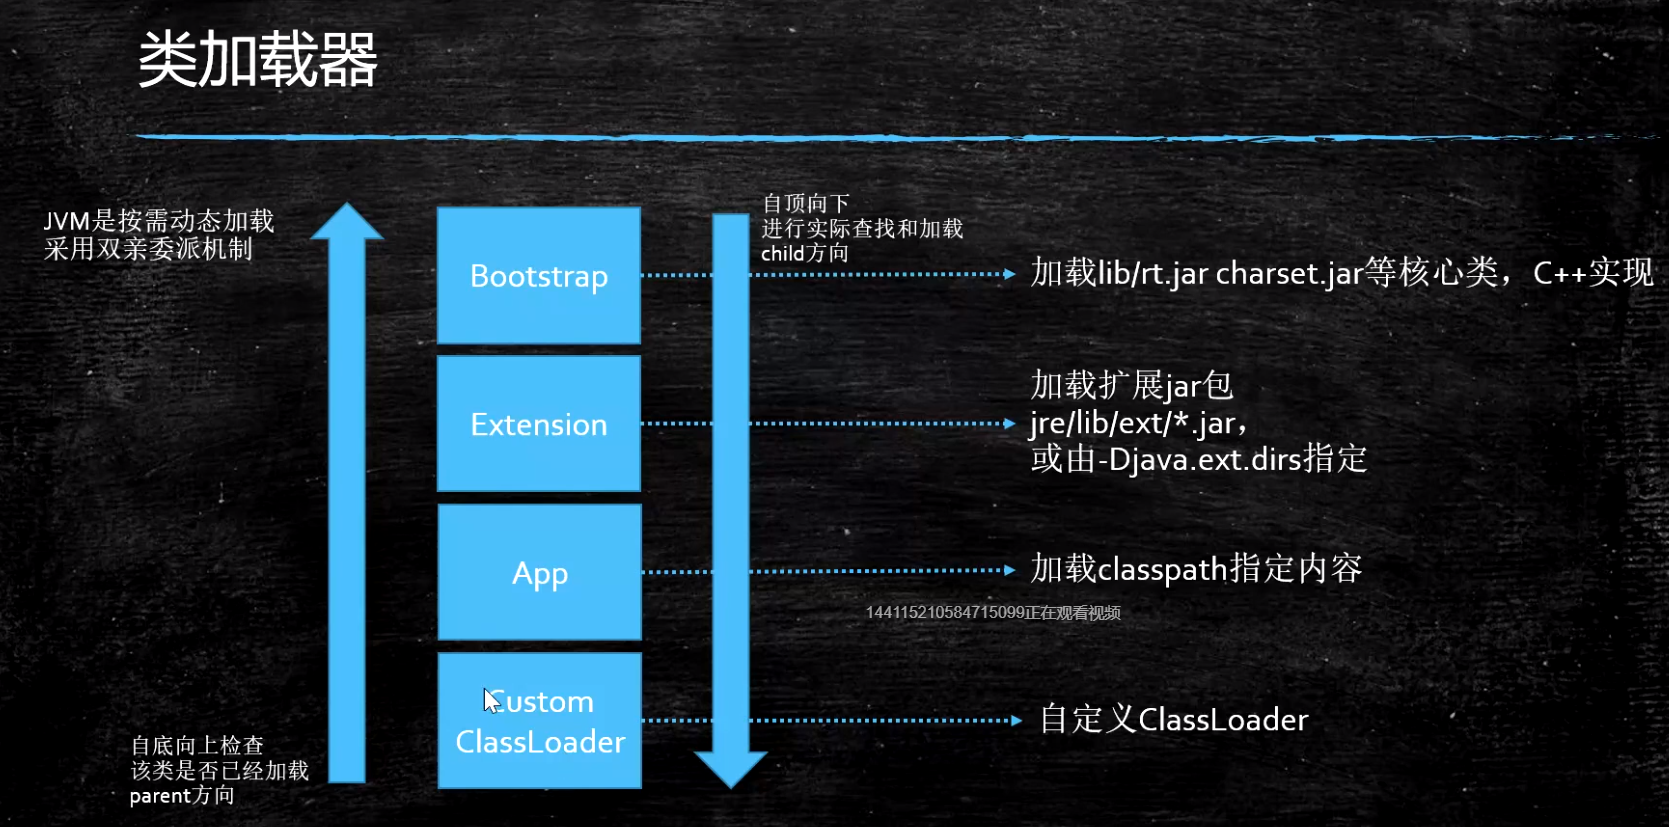 类加载器
JVM是按需动态加载
采用双亲委派机制
自顶向下
进行实际查找和加载
child方向
Bootstrap
加载lib/rt.jar charset.jar等核心类，C++实现
Extension
加载扩展jar包
jre/lib/ext/*.jar，
或由-Djava.ext.dirs指定
App
加载classpath指定内容
144115210584715099正在观看视频
Custom
ClassLoader
自定义ClassLoader
自底向上检查
该类是否已经加载
parent方向